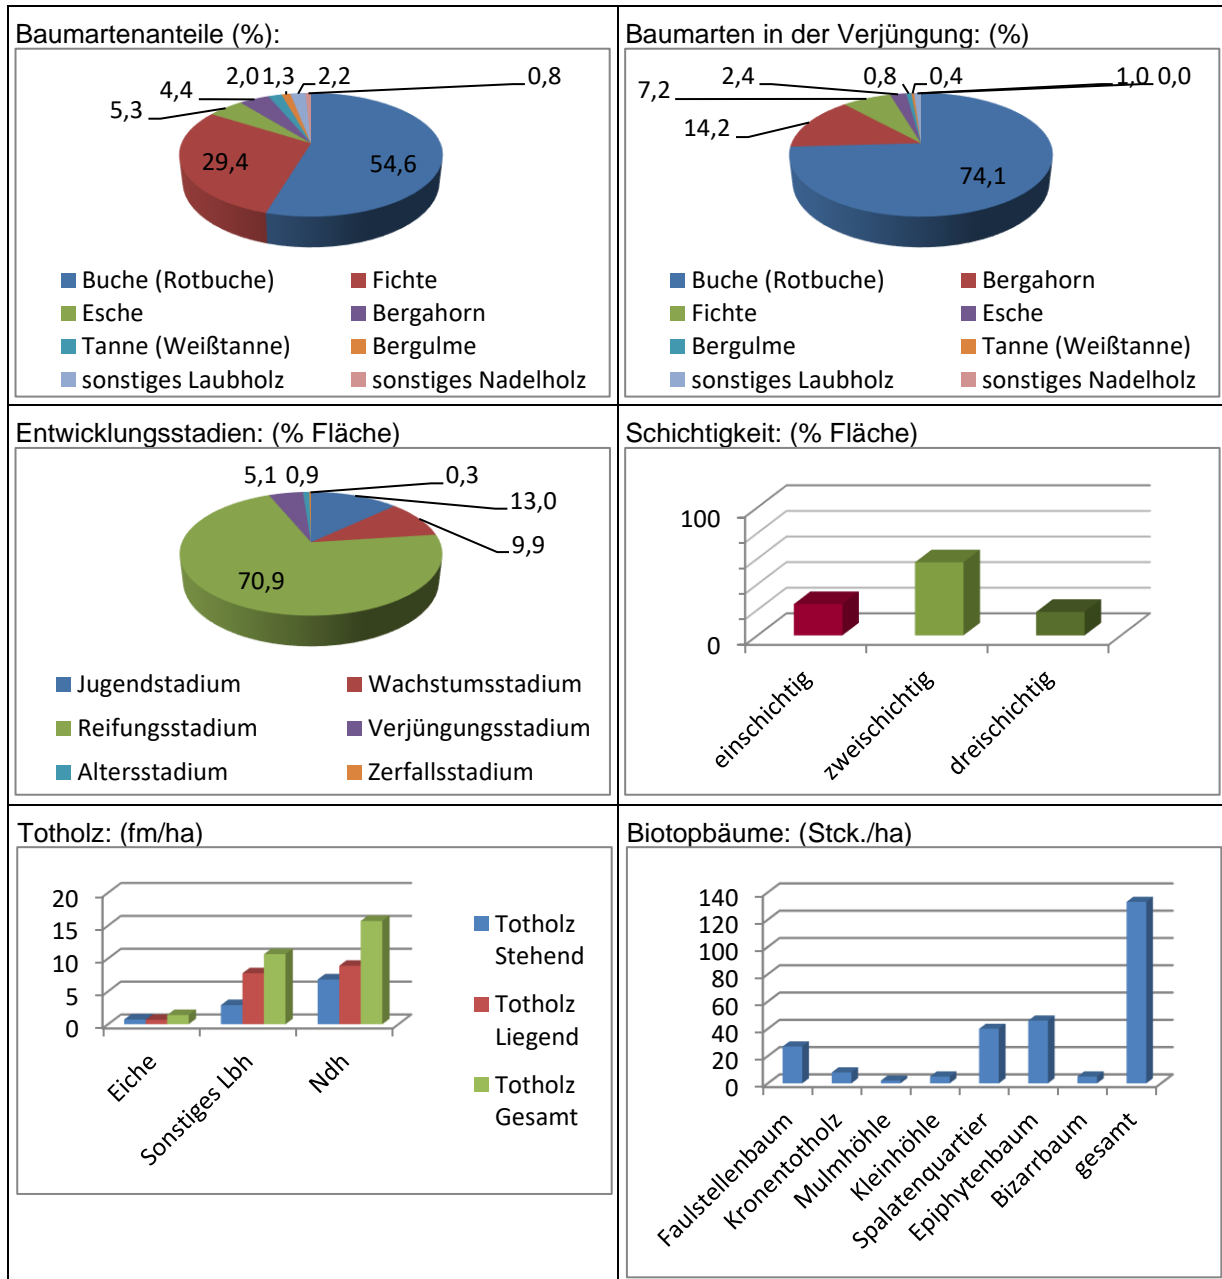 Baumartenanteile (%):
5,3
4,4
2,0
1,3
2,2
0,8
29,4
54,6
Buche (Rotbuche)
Fichte
Esche
Bergahorn
Tanne (Weißtanne)
Bergulme
sonstiges Laubholz
sonstiges Nadelholz
Baumarten in der Verjüngung: (%)
7,2
2,4
0,8
0,4
1,0
0,0
14,2
74,1
Buche (Rotbuche)
Bergahorn
Fichte
Esche
Bergulme
Tanne (Weißtanne)
sonstiges Laubholz
sonstiges Nadelholz
Entwicklungsstadien: (% Fläche)
5,1
0,9
0,3
13,0
9,9
70,9
Jugendstadium
Wachstumsstadium
Reifungsstadium
Verjüngungsstadium
Altersstadium
Zerfallsstadium
Schichtigkeit: (% Fläche)
100
0
einschichtig
zweischichtig
dreischichtig
Totholz: (fm/ha)
20
15
10
5
0
Eiche
Sonstiges Lbh
Ndh
Totholz
Stehend
Totholz
Liegend
Totholz
Gesamt
Biotopbäume: (Stck./ha)
140
120
100
80
60
40
20
0
Faulstellenbaum
Kronentotholz
Mulmhöhle
Kleinhöhle
Spalatenquartier
Epiphytenbaum
Bizarrbaum
gesamt